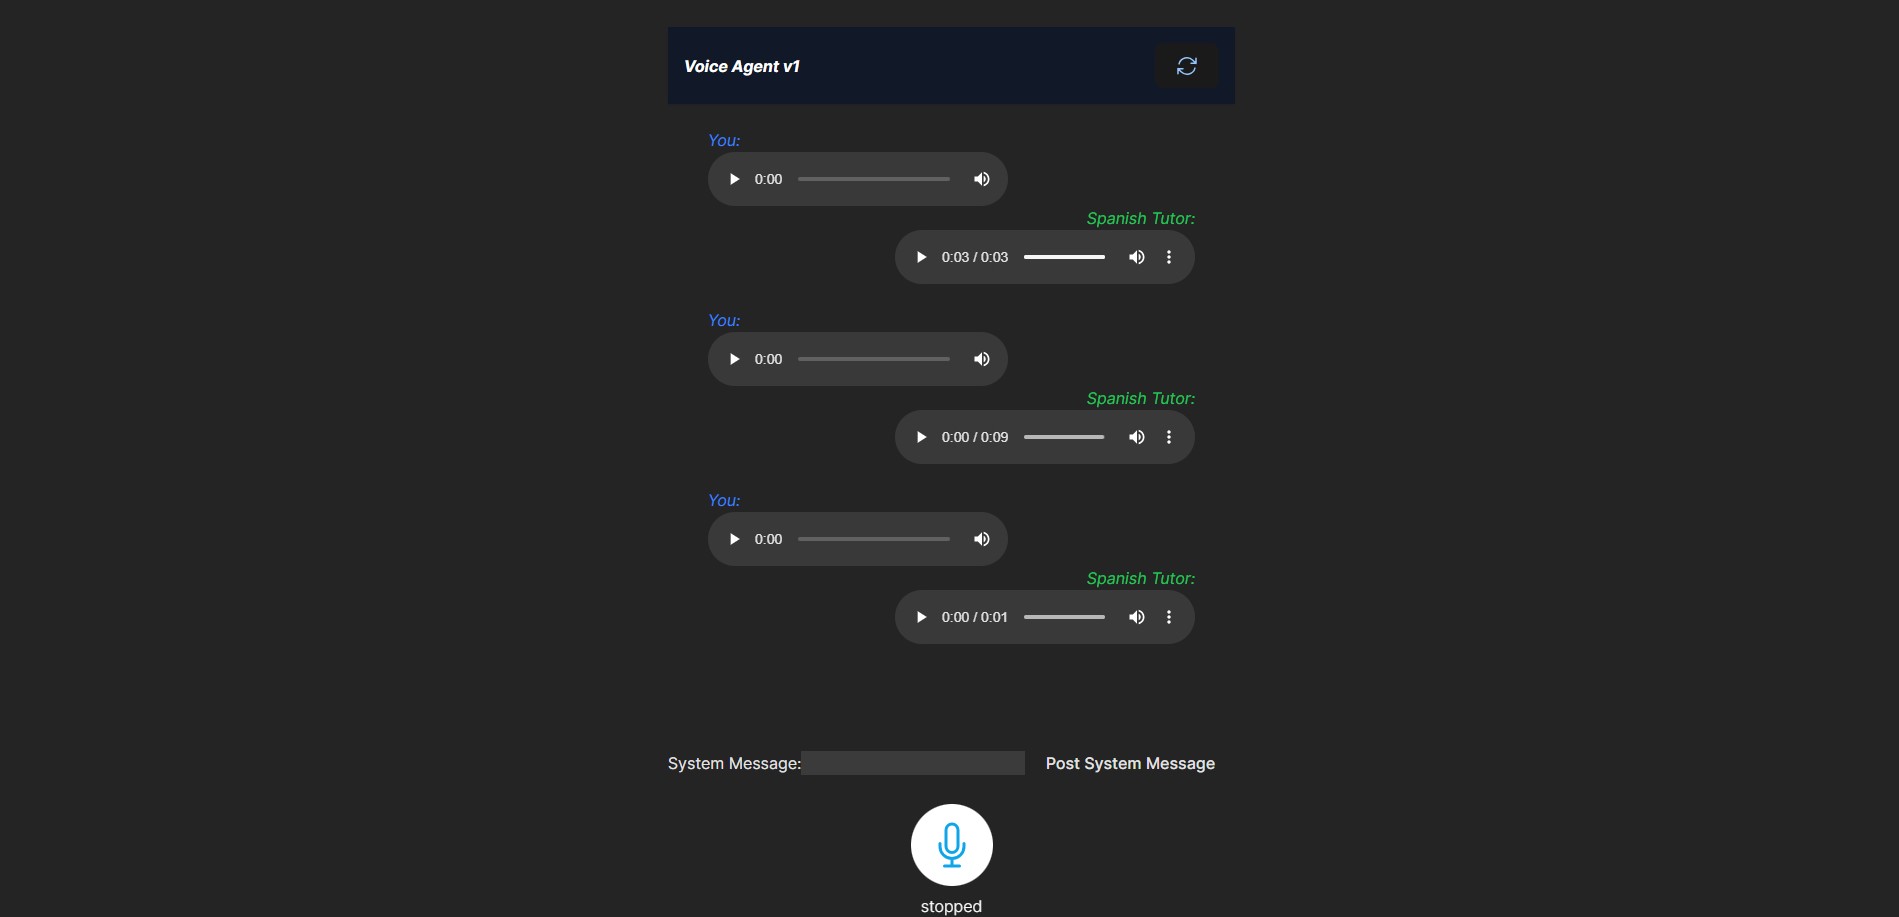 Voice Agent v1
You:
0:00
Spanish Tutor:
0:03 / 0:03
You:
0:00
Spanish Tutor:
0:00 / 0:09
You:
0:00
Spanish Tutor:
0:00 / 0:01
System Message: Post System Message
stopped